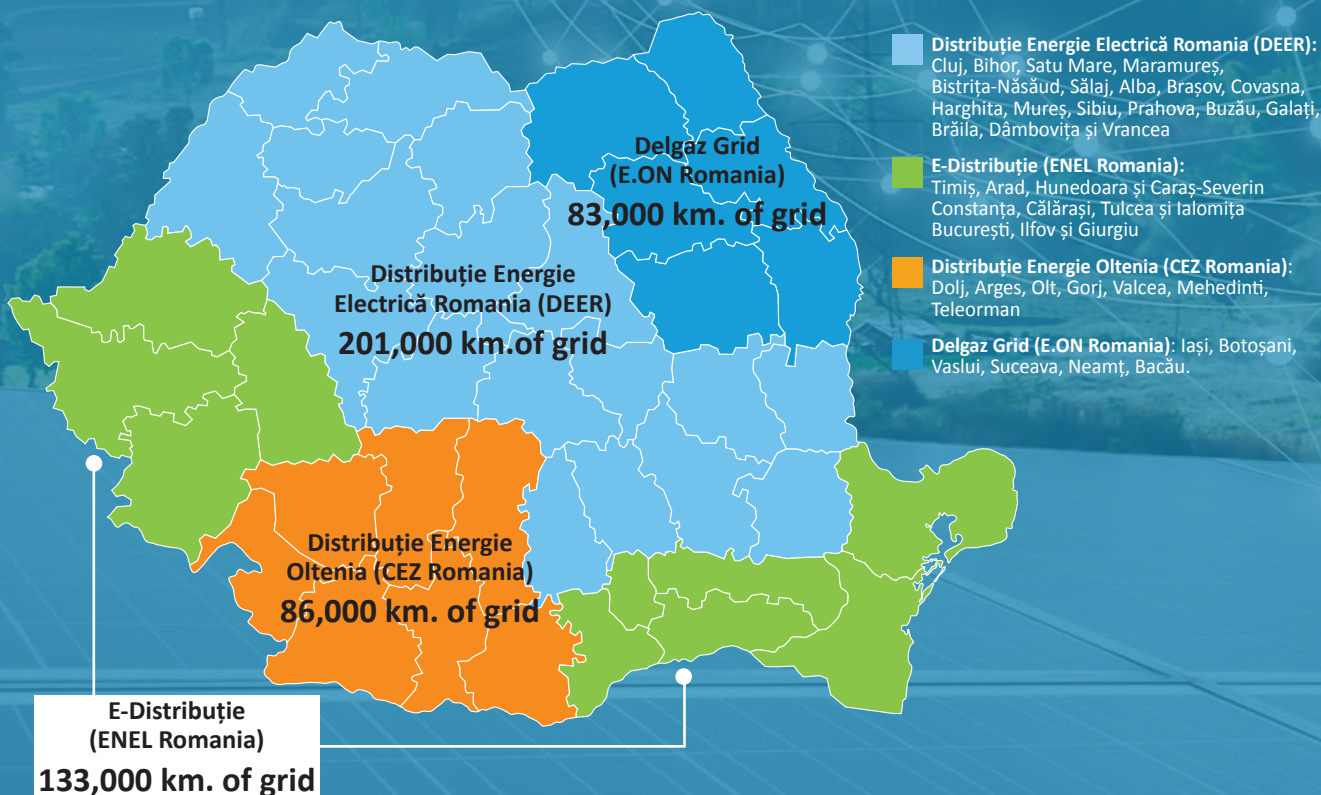 Delgaz Grid
(E.ON Romania)
83,000 km. of grid
Distribuție Energie
Electrică Romania (DEER)
201,000 km.of grid
Distribuție Energie
Oltenia (CEZ Romania)
86,000 km. of grid
E-Distribuție
(ENEL Romania)
133,000 km. of grid
Distribuție Energie Electrică Romania (DEER):
Cluj, Bihor, Satu Mare, Maramureș,
Bistrița-Năsăud, Sălaj, Alba, Brașov, Covasna,
Harghita, Mureș, Sibiu, Prahova, Buzău, Galați,
Brăila, Dâmbovița și Vrancea
E-Distribuție (ENEL Romania):
Timiș, Arad, Hunedoara și Caraș-Severin
Constanța, Călărași, Tulcea și Ialomița
București, Ilfov și Giurgiu
Distribuție Energie Oltenia (CEZ Romania):
Dolj, Arges, Olt, Gorj, Valcea, Mehedinti,
Teleorman
Delgaz Grid (E.ON Romania): Iași, Botoșani,
Vaslui, Suceava, Neamț, Bacău.